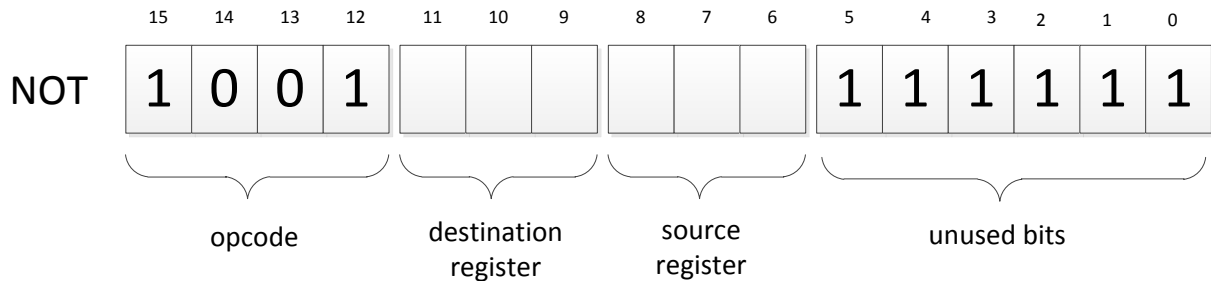 15 14 13 12 11 10 9 8 7 6 5 4 3 2 1 0
NOT 1 0 0 1 1 1 1 1 1 1
opcode destination register source register unused bits